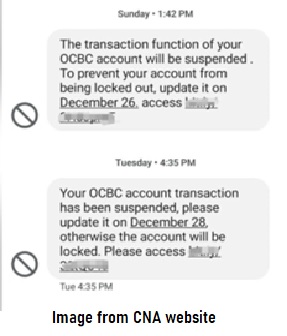 Sunday • 1:42 PM
The transaction function of your
OCBC account will be suspended .
To prevent your account from
being locked out, update it on
December 26, access
Tuesday • 4:35 PM
Your OCBC account transaction
has been suspended, please
update it on December 28,
otherwise the account will be
locked. Please access
Tue 4:35 PM
Image from CNA website